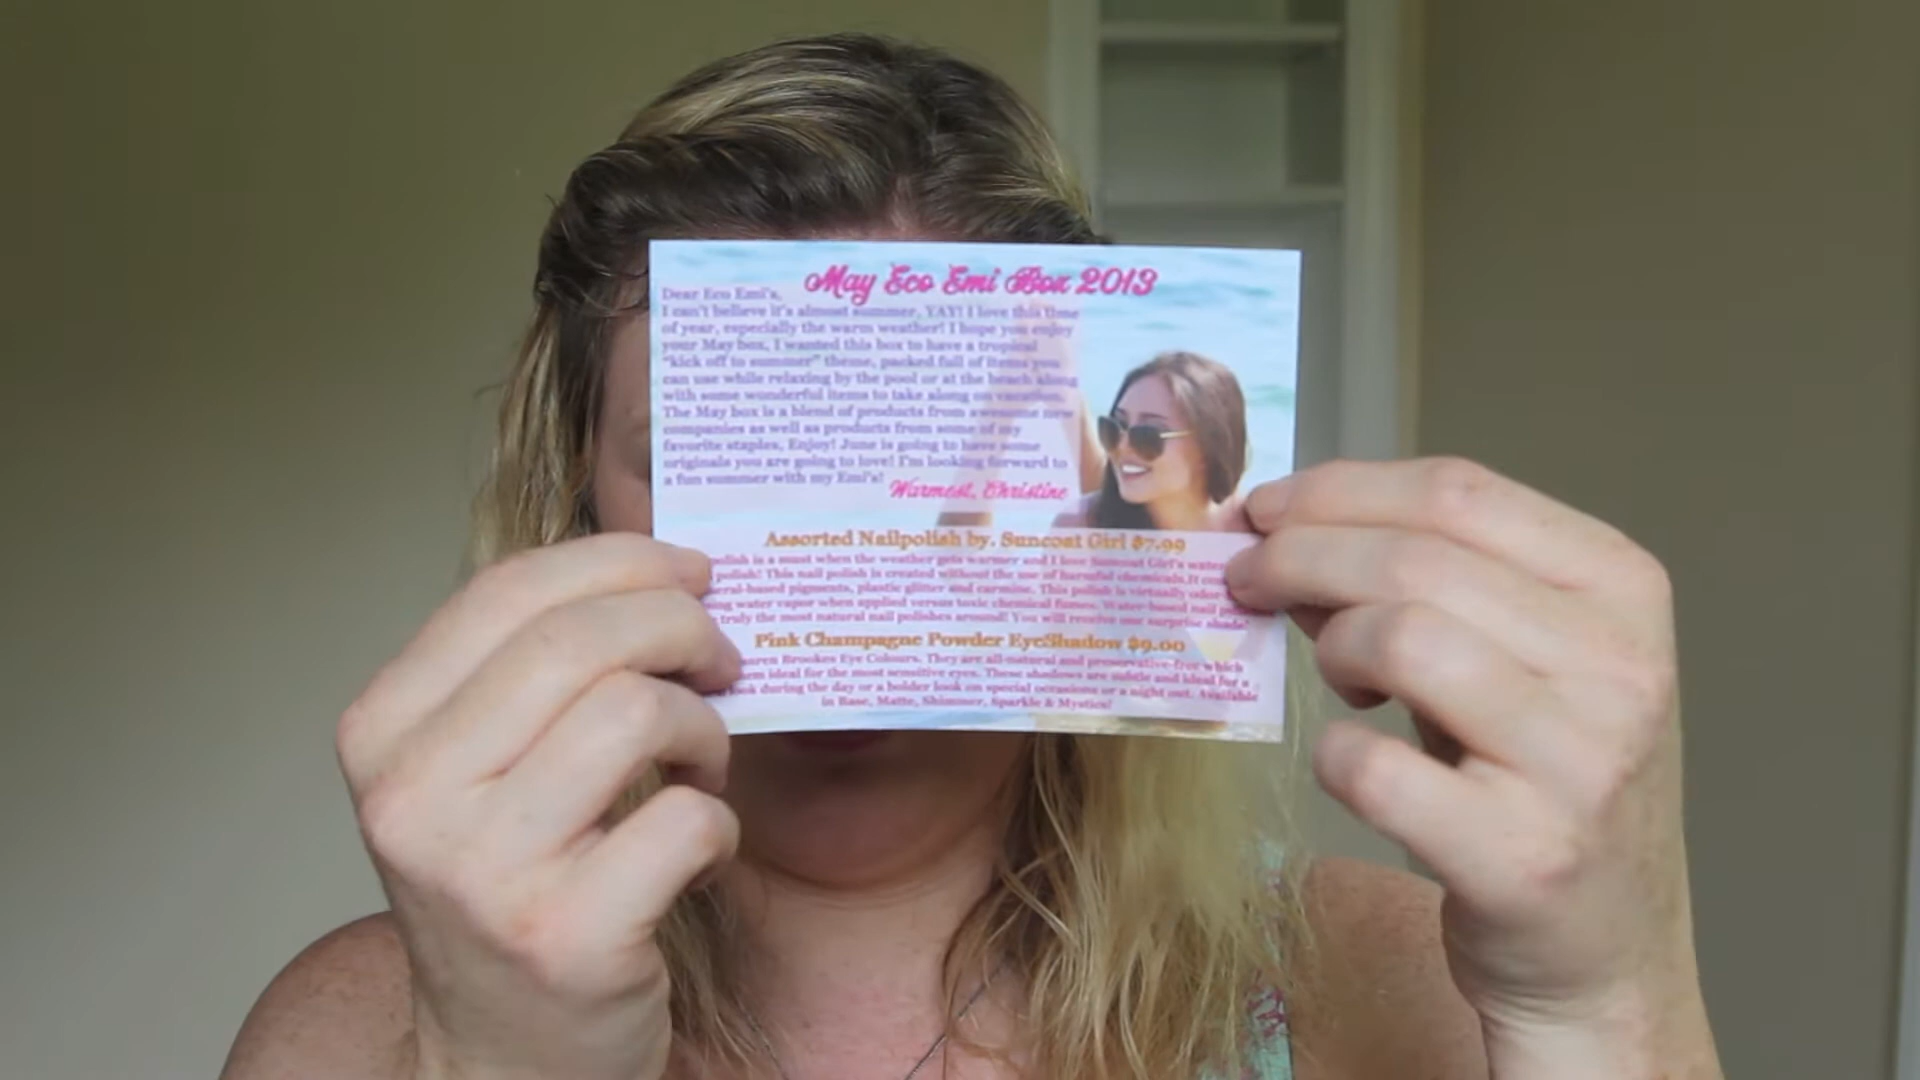 May Eco Emi Box 2013
Dear Eco Emi's,
I can't believe it's almost summer, YAY! I love this time
of year, especially the warm weather! I hope you enjoy
your May box, I wanted this box to have a tropical
"kick off to summer" theme, packed full of items you
can use while relaxing by the pool or at the beach along
with some wonderful items to take along on vacation.
The May box is a blend of products from awesome new
companies as well as products from some of my
favorite staples, Enjoy! June is going to have some
originals you are going to love! I'm looking forward to
a fun summer with my Emi's!
Warmest, Christine
Assorted Nailpolish by. Suncoat Girl $7.99
polish is a must when the weather gets warmer and I love Suncoat Girl's water
polish! This nail polish is created without the use of harmful chemicals.It
pigments, plastic glitter and carmine. This polish is virtually
water vapor when applied versus toxic chemical fumes. Water-based nail
truly the most natural nail polishes around! You will receive one surprise shade!
Pink Champagne Powder EyeShadow $9.00
Brookes Eye Colours. They are all-natural and preservative-free which
ideal for the most sensitive eyes. These shadows are subtle and ideal for a
look during the day or a bolder look on special occasions or a night out. Available
in Base, Matte, Shimmer, Sparkle & Mystics!